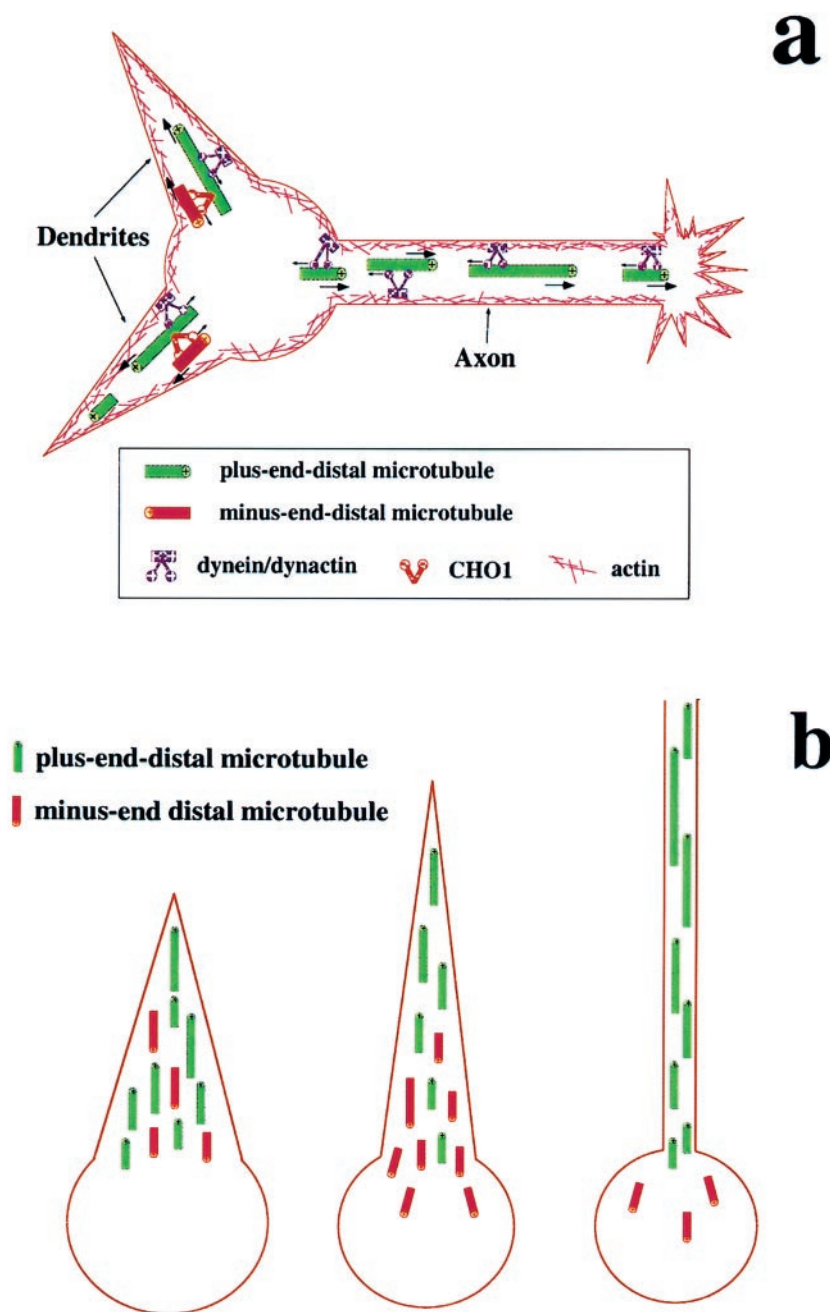 a
Dendrites
Axon
plus-end-distal microtubule
minus-end-distal microtubule
dynein/dynactin CHO1 actin
b
plus-end-distal microtubule
minus-end distal microtubule